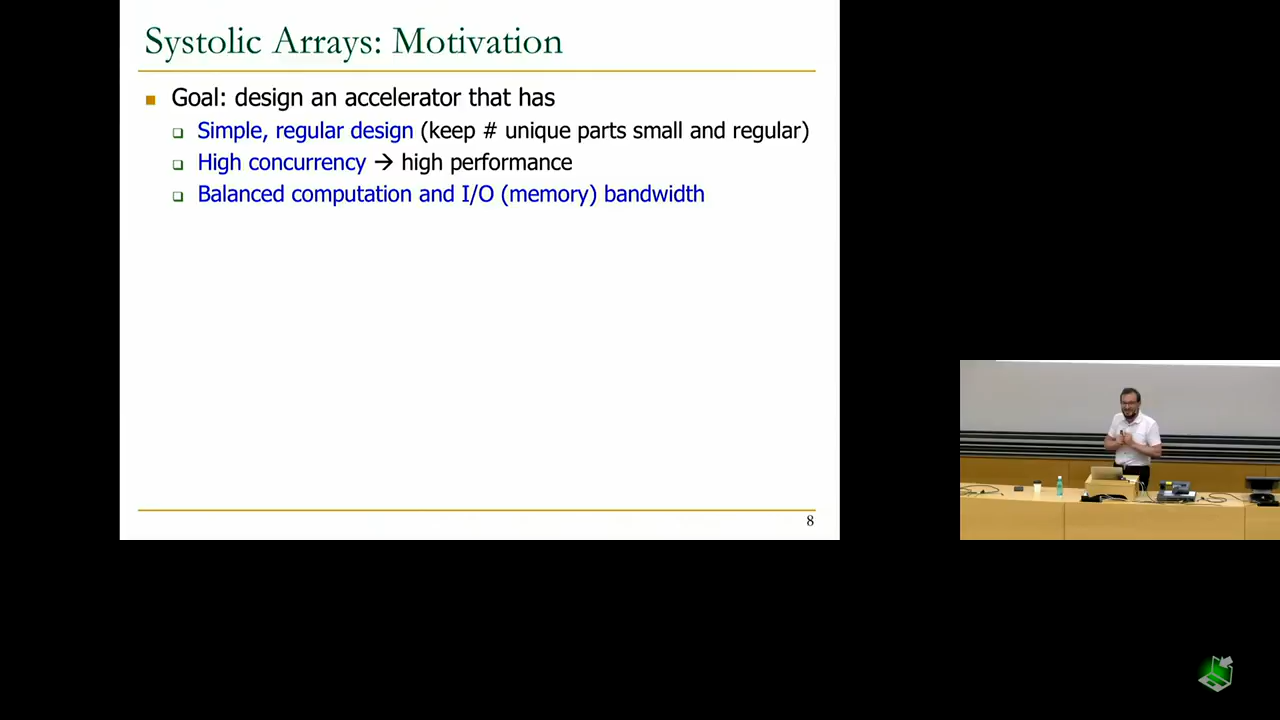 Systolic Arrays: Motivation
Goal: design an accelerator that has
Simple, regular design (keep # unique parts small and regular)
High concurrency → high performance
Balanced computation and I/O (memory) bandwidth
8